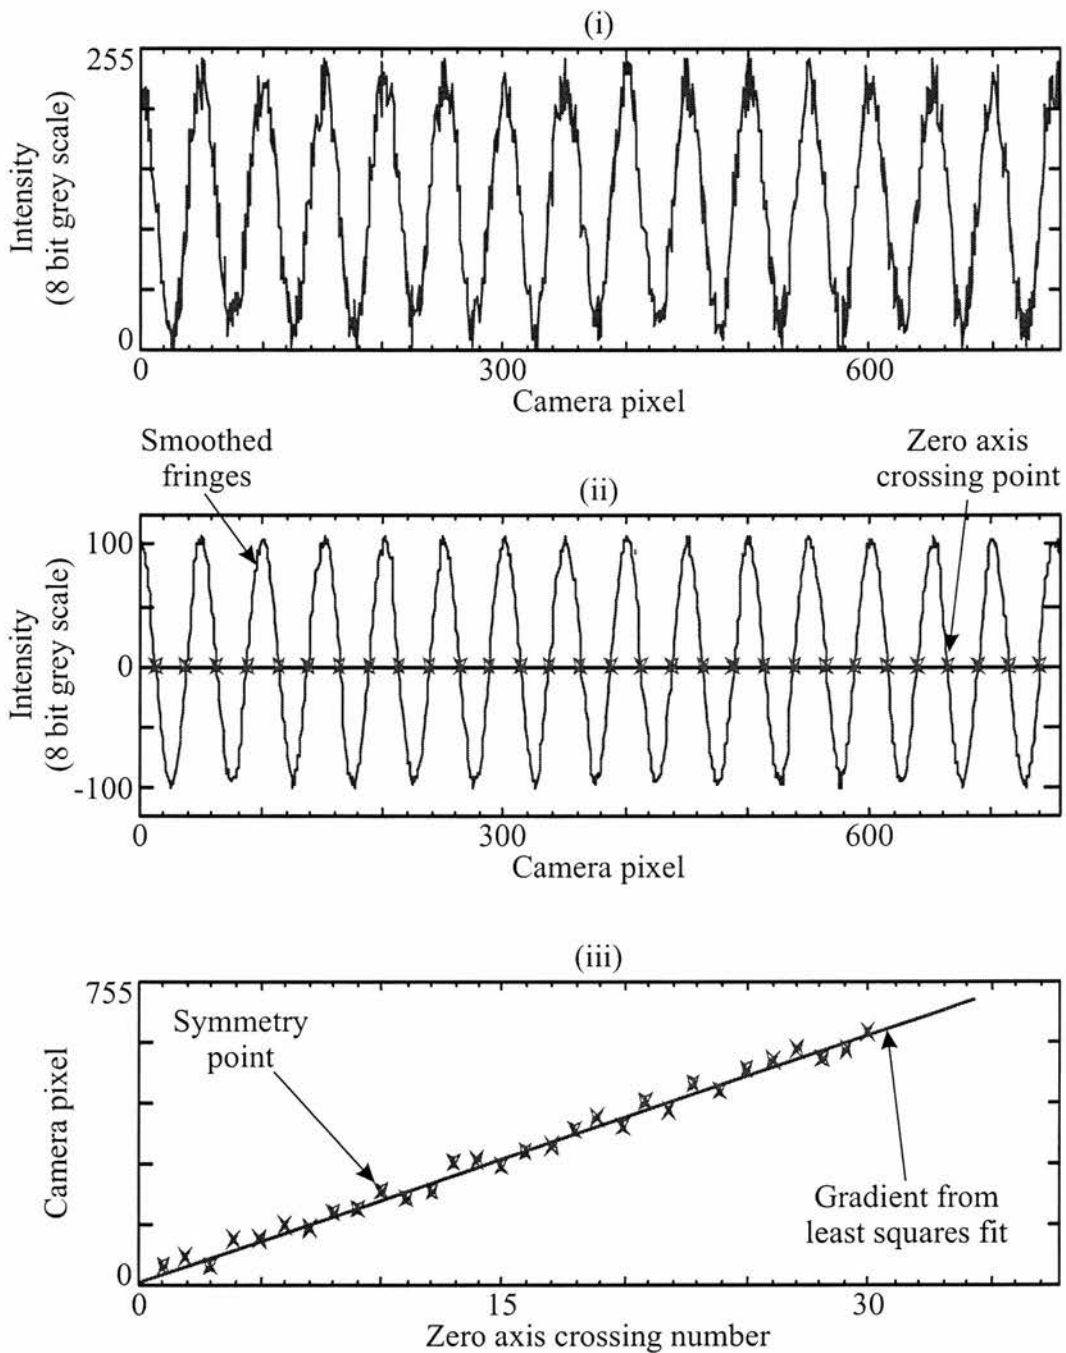 (i)
255
0
Intensity
(8 bit grey scale)
0
300
600
Camera pixel
Smoothed
fringes
Zero axis
crossing point
(ii)
100
0
-100
Intensity
(8 bit grey scale)
0
300
600
Camera pixel
(iii)
755
0
Camera pixel
Symmetry
point
Gradient from
least squares fit
0
15
30
Zero axis crossing number